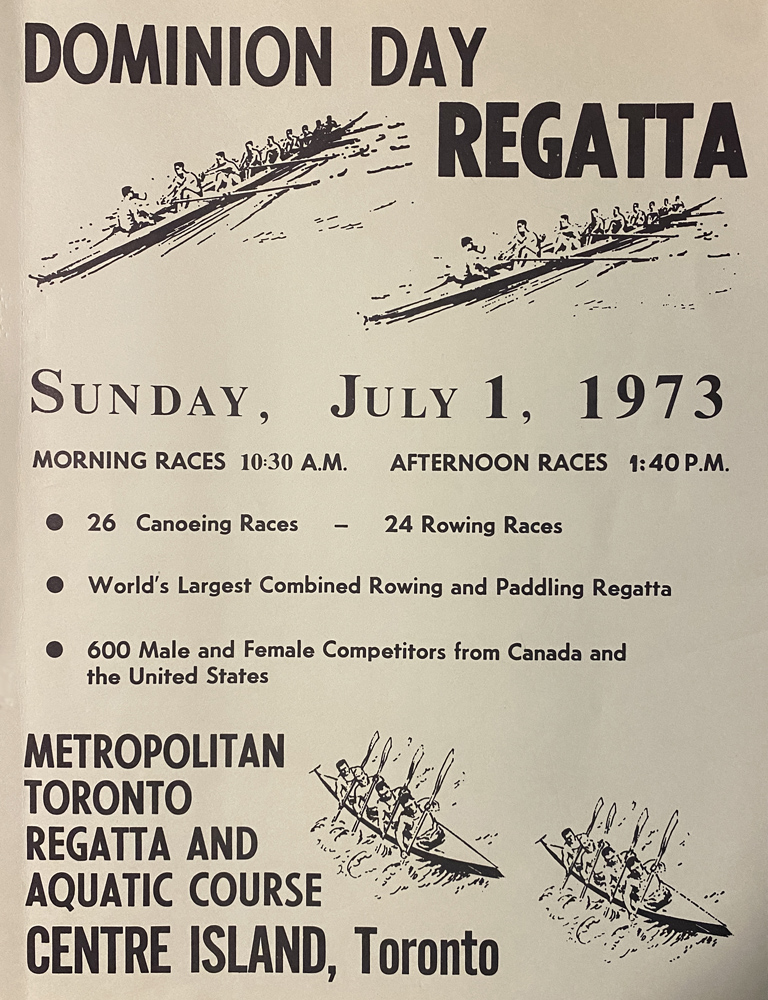 DOMINION DAY
REGATTA
SUNDAY, JULY 1, 1973
MORNING RACES 10:30 A.M. AFTERNOON RACES 1:40 P.M.
● 26 Canoeing Races – 24 Rowing Races
● World's Largest Combined Rowing and Paddling Regatta
● 600 Male and Female Competitors from Canada and
the United States
METROPOLITAN
TORONTO
REGATTA AND
AQUATIC COURSE
CENTRE ISLAND, Toronto